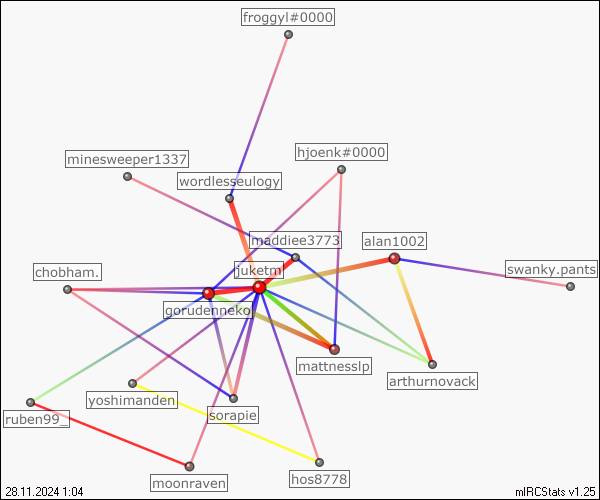 froggyl#0000
hjoenk#0000
minesweeper1337
wordlesseulogy
maddiee3773
alan1002
juketm
chobham.
swanky.pants
gorudenneko
mattnesslp
arthurnovack
yoshimanden
sorapie
ruben99_
moonraven
hos8778
28.11.2024 1:04
mIRCStats v1.25